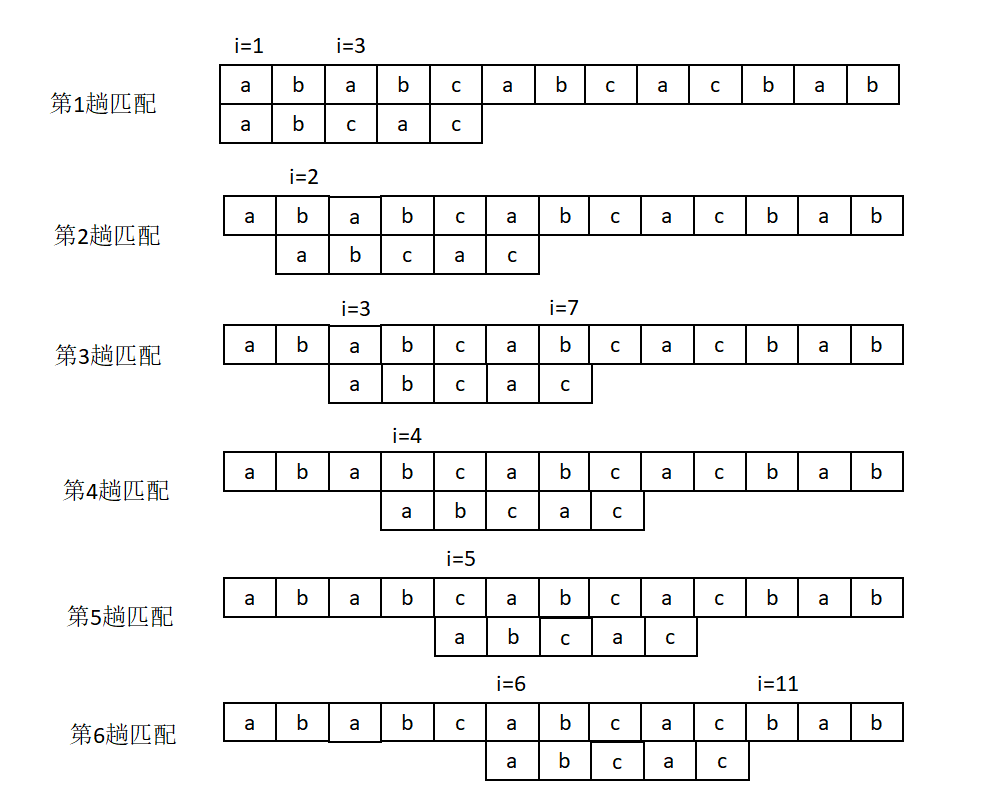 i=1 i=3
第1趟匹配
a b a b c a b c a c b a b
a b c a c
i=2
第2趟匹配
a b a b c a b c a c b a b
a b c a c
i=3 i=7
第3趟匹配
a b a b c a b c a c b a b
a b c a c
i=4
第4趟匹配
a b a b c a b c a c b a b
a b c a c
i=5
第5趟匹配
a b a b c a b c a c b a b
a b c a c
i=6 i=11
第6趟匹配
a b a b c a b c a c b a b
a b c a c